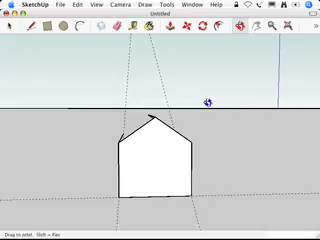 SketchUp File Edit View Camera Draw Tools Window Help
Untitled
Drag to orbit. Shift = Pan